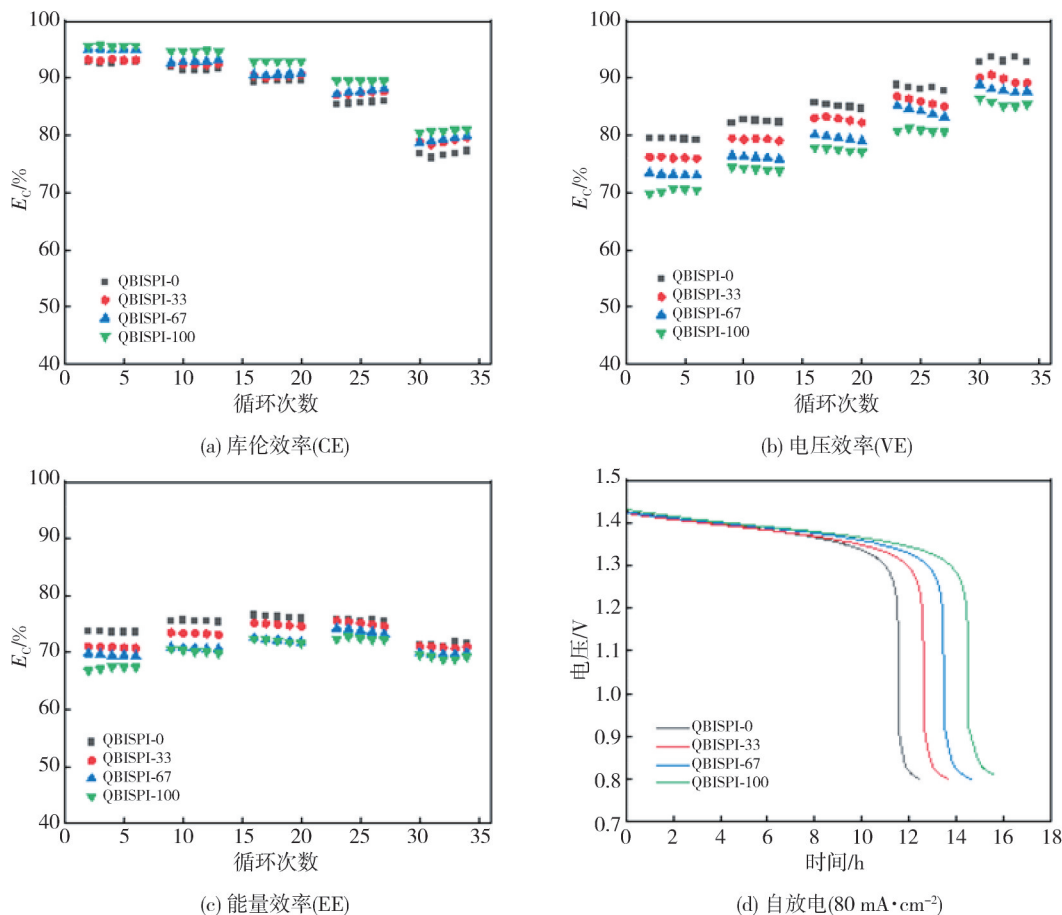 100
90
80
70
60
50
40
E_C/%
QBISPI-0
QBISPI-33
QBISPI-67
QBISPI-100
0 5 10 15 20 25 30 35
循环次数
(a) 库伦效率(CE)
100
90
80
70
60
50
40
E_C/%
QBISPI-0
QBISPI-33
QBISPI-67
QBISPI-100
0 5 10 15 20 25 30 35
循环次数
(b) 电压效率(VE)
100
90
80
70
60
50
40
E_C/%
QBISPI-0
QBISPI-33
QBISPI-67
QBISPI-100
0 5 10 15 20 25 30 35
循环次数
(c) 能量效率(EE)
1.5
1.4
1.3
1.2
1.1
1.0
0.9
0.8
0.7
电压/V
QBISPI-0
QBISPI-33
QBISPI-67
QBISPI-100
0 2 4 6 8 10 12 14 16 18
时间/h
(d) 自放电(80 mA·cm⁻²)